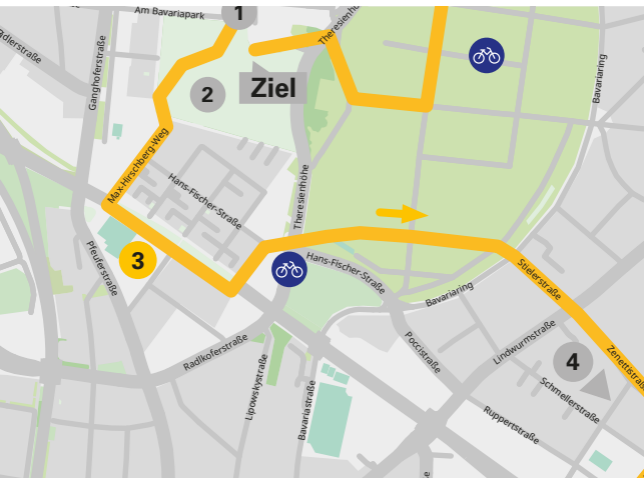 Am Bavariapark
1
Ganghoferstraße
Theresienhöhe
Bavariaring
2
Ziel
Max-Hirschberg-Weg
Hans-Fischer-Straße
Theresienhöhe
3
Pfeuferstraße
Hans-Fischer-Straße
Bavariaring
Stielerstraße
Radlkoferstraße
Poccistraße
Lindwurmstraße
4
Zenettistraße
Lipowskystraße
Bavariastraße
Schmellerstraße
Ruppertstraße